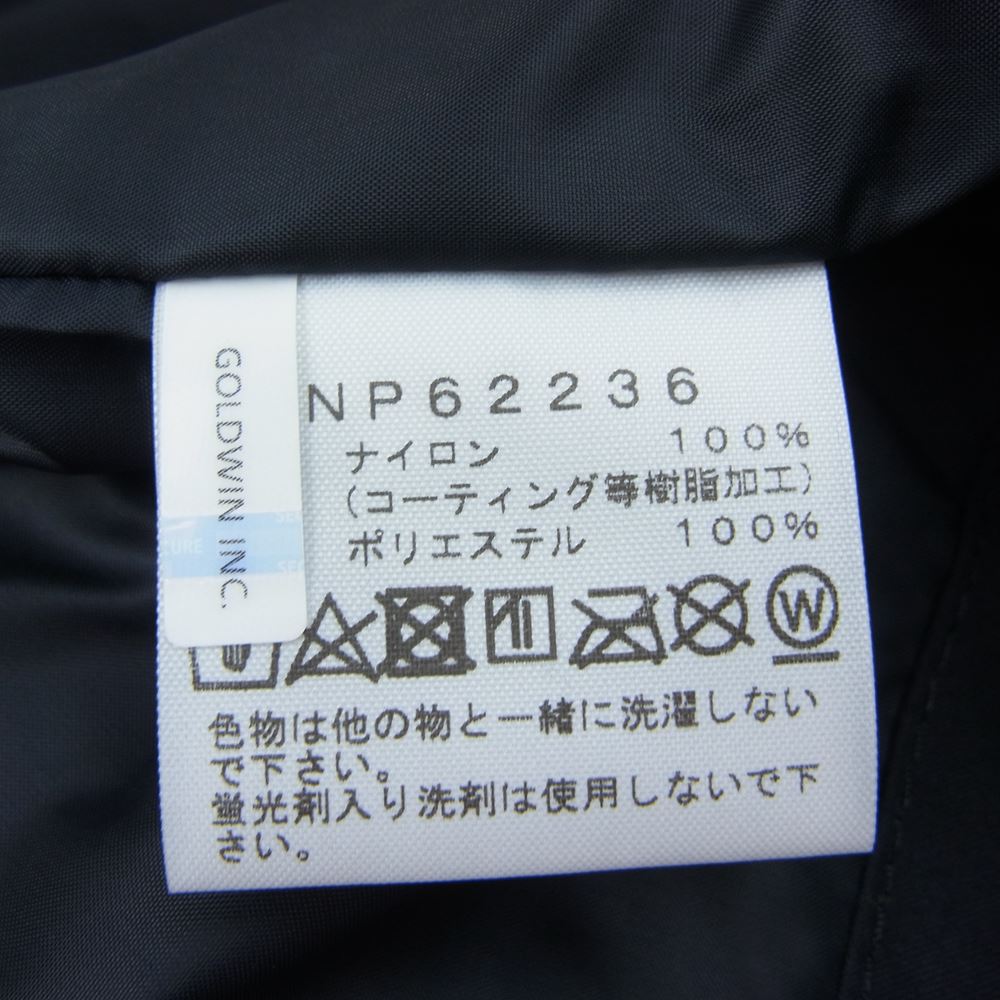 GOLDWIN INC.
NP62236
ナイロン 100%
(コーティング等樹脂加工)
ポリエステル 100%
W
色物は他の物と一緒に洗濯しない
で下さい。
蛍光剤入り洗剤は使用しないで下
さい。